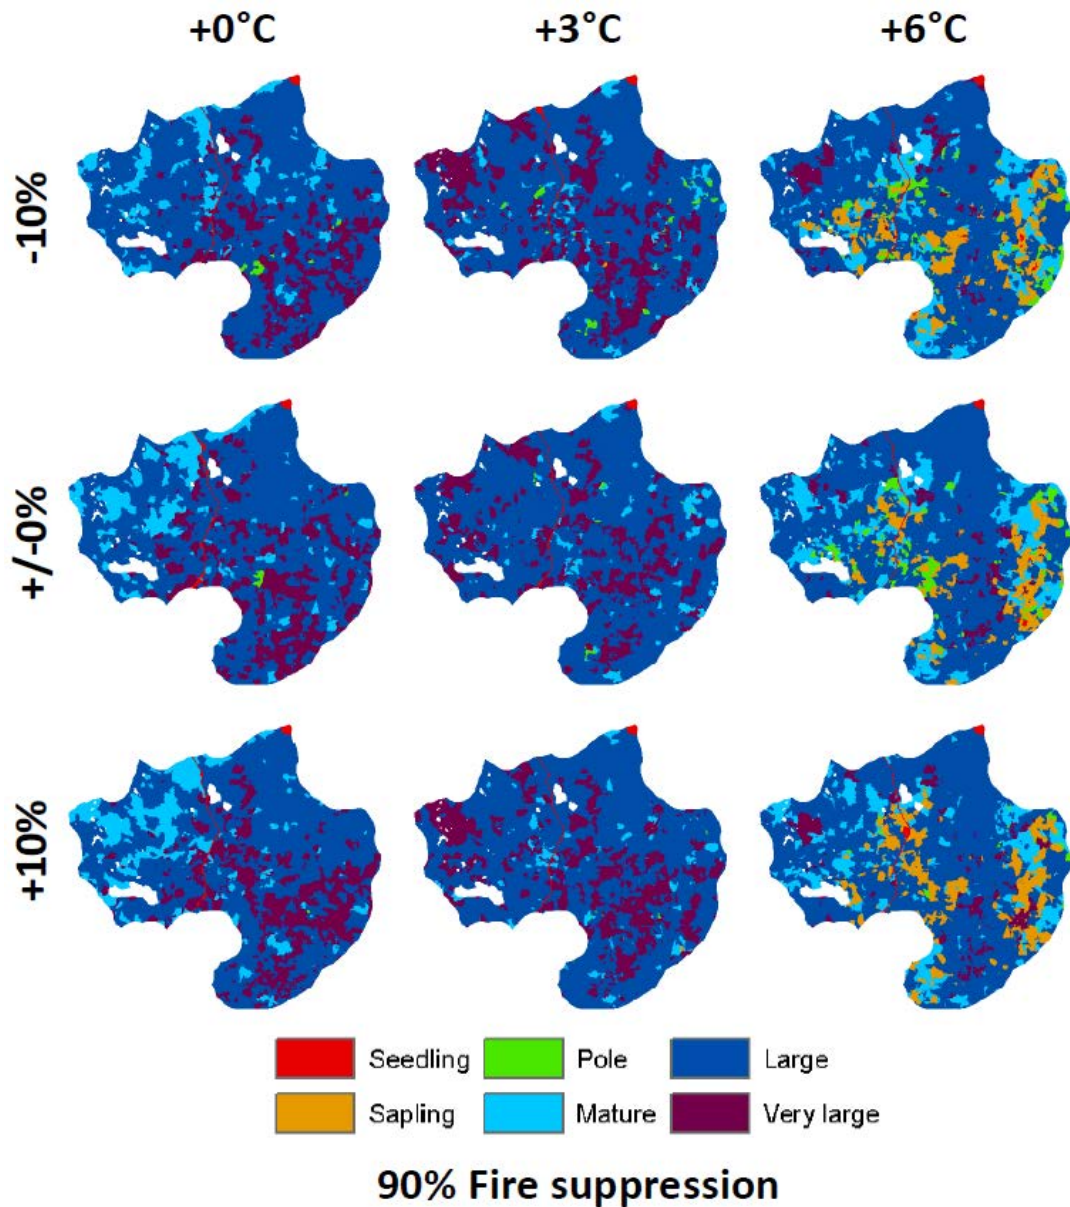 +0°C +3°C +6°C
-10%
+/-0%
+10%
Seedling Pole Large
Sapling Mature Very large
90% Fire suppression